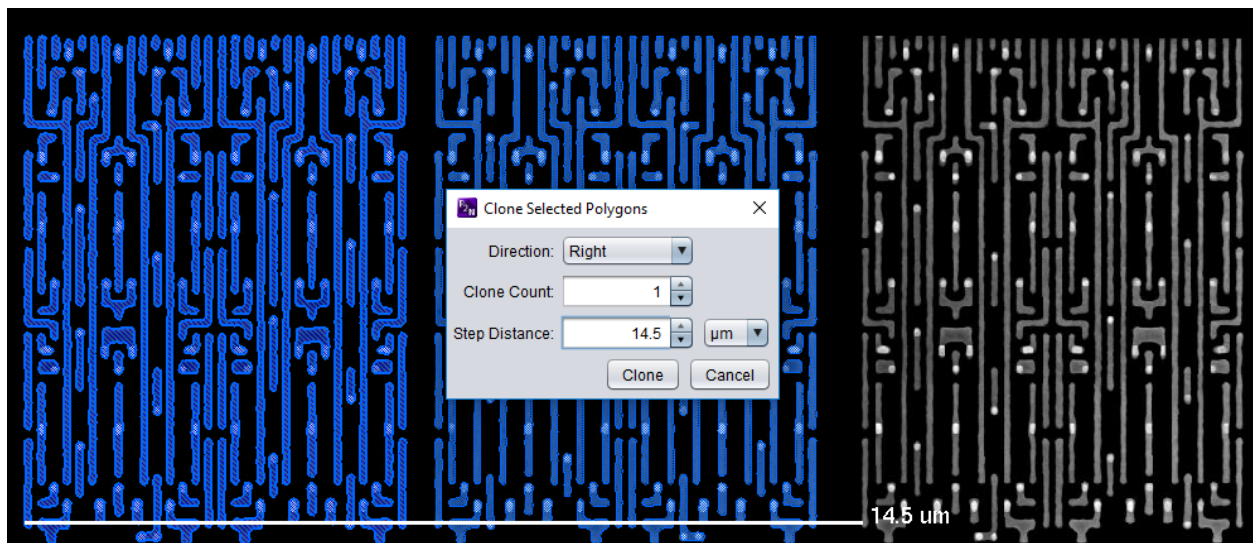 Clone Selected Polygons
Direction: Right
Clone Count: 1
Step Distance: 14.5 µm
Clone Cancel
14.5 um